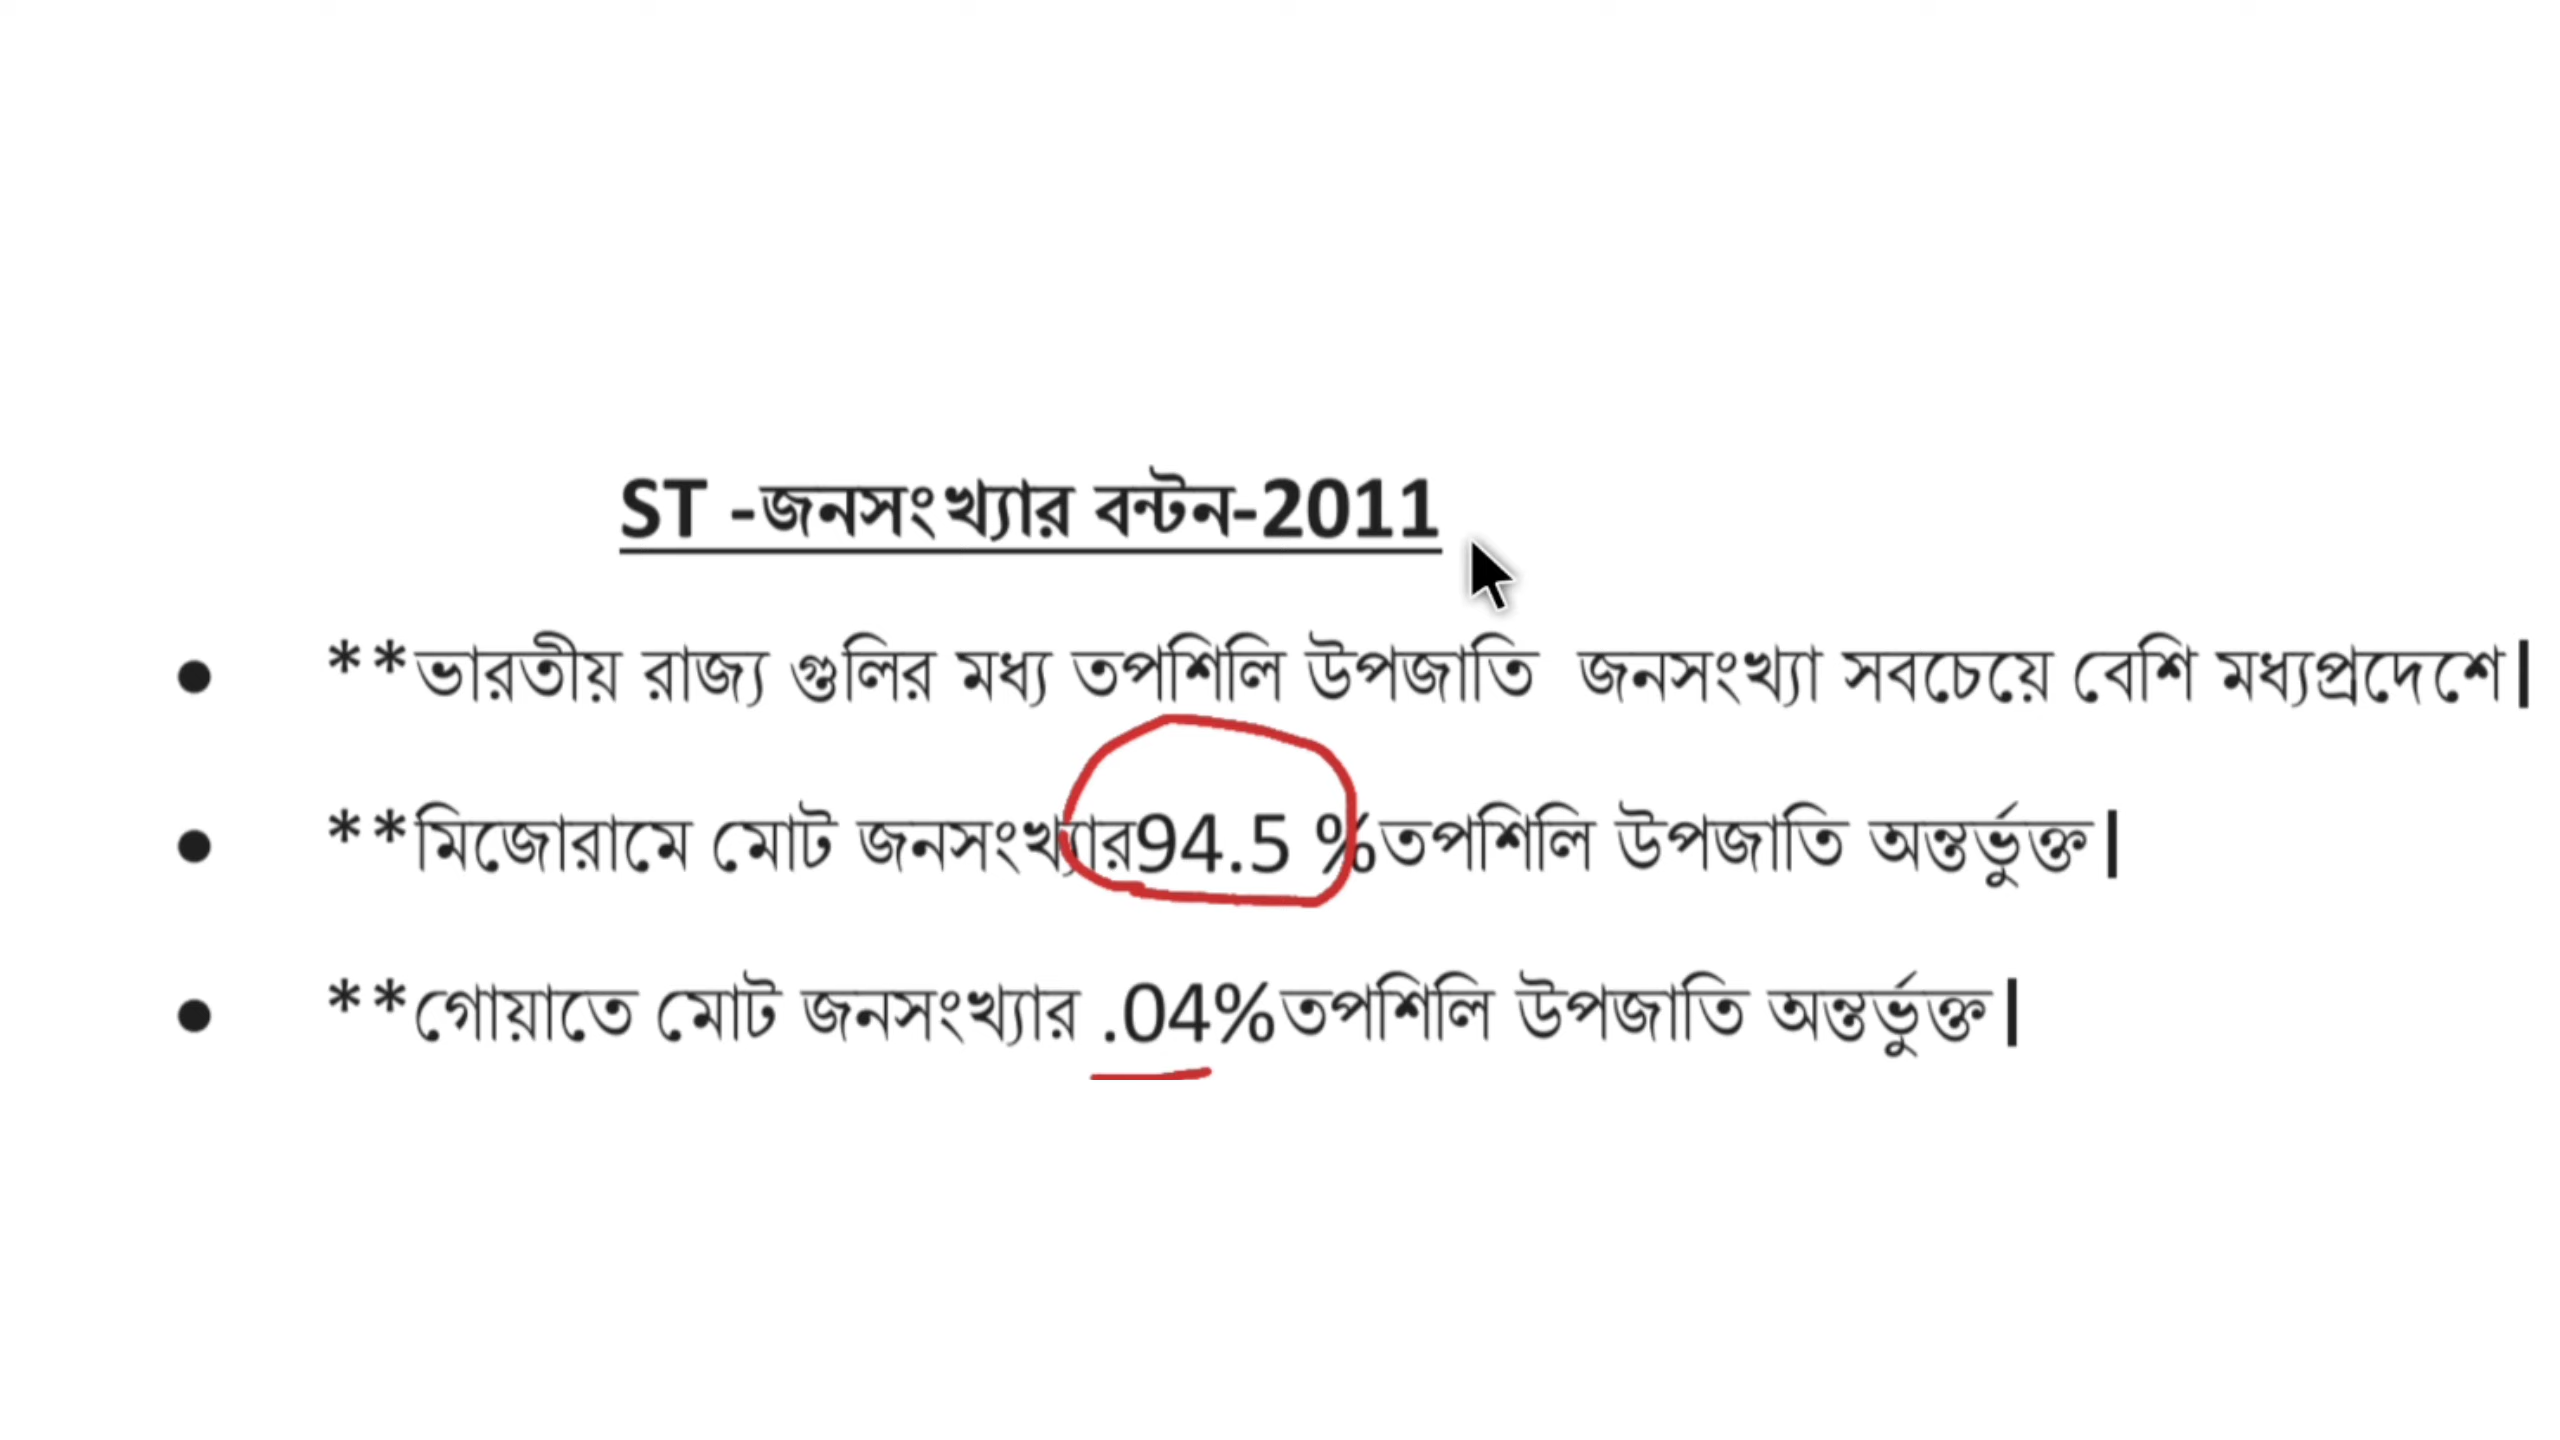 ST -জনসংখ্যার বন্টন-2011
● **ভারতীয় রাজ্য গুলির মধ্য তপশিলি উপজাতি জনসংখ্যা সবচেয়ে বেশি মধ্যপ্রদেশে|
● **মিজোরামে মোট জনসংখ্যার94.5 %তপশিলি উপজাতি অন্তর্ভুক্ত|
● **গোয়াতে মোট জনসংখ্যার .04%তপশিলি উপজাতি অন্তর্ভুক্ত|